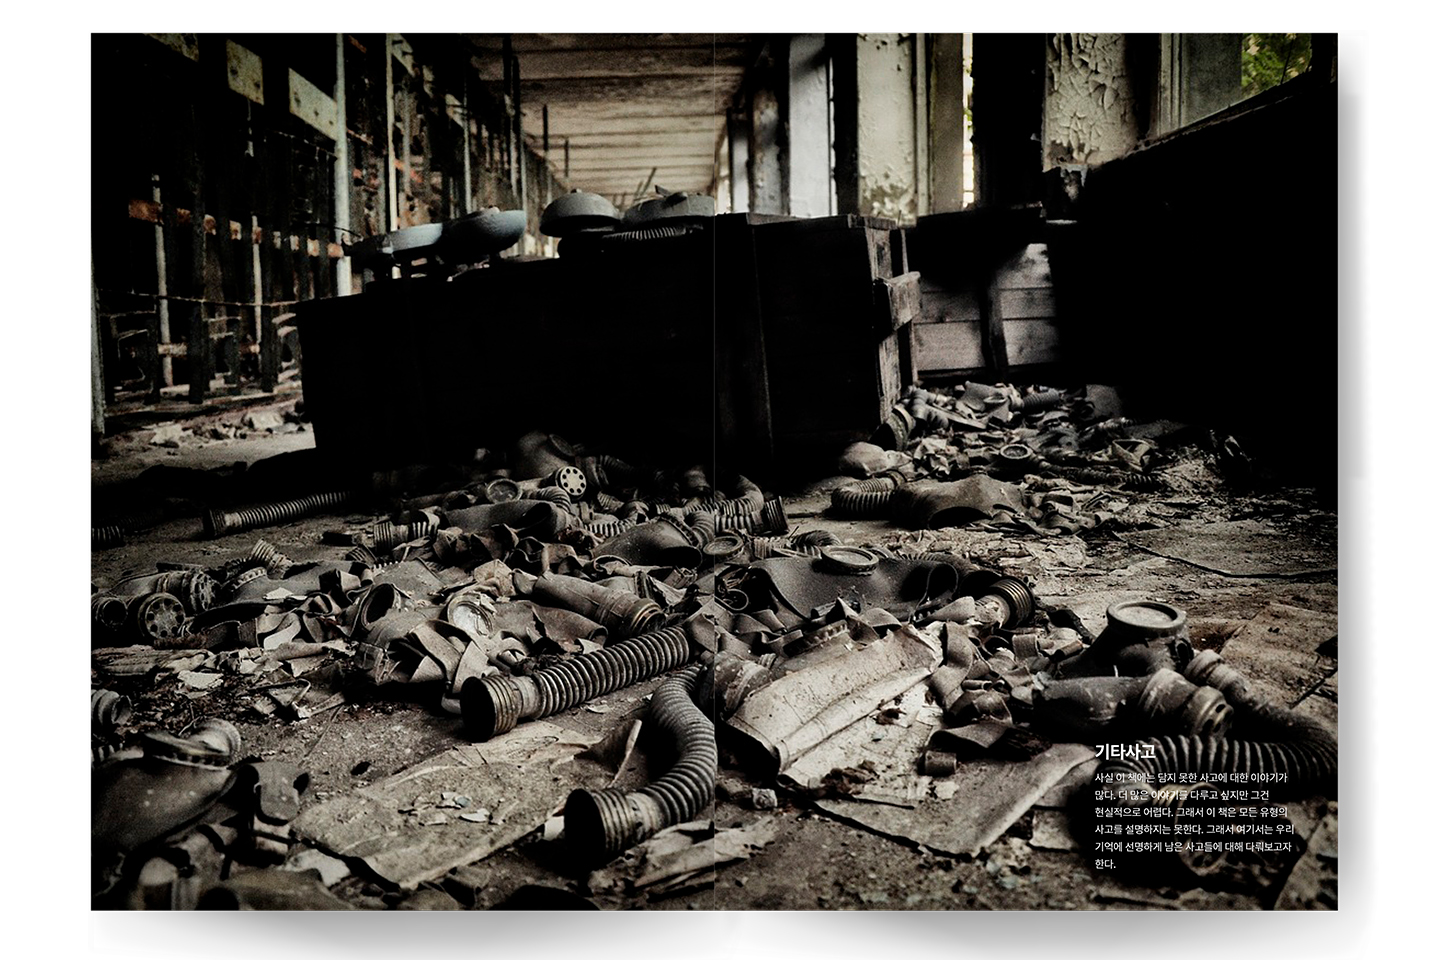 기타사고
사실 이 책에는 담지 못한 사고에 대한 이야기가
많다. 더 많은 이야기를 다루고 싶지만 그건
현실적으로 어렵다. 그래서 이 책은 모든 유형의
사고를 설명하지는 못한다. 그래서 여기서는 우리
기억에 선명하게 남은 사고들에 대해 다뤄보고자
한다.